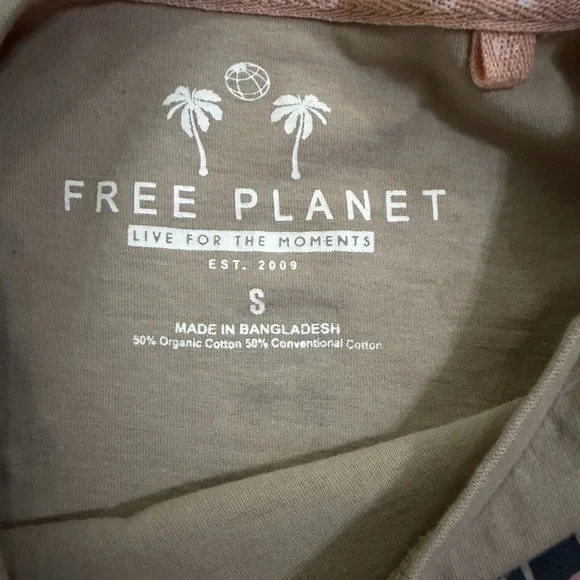 FREE PLANET
LIVE FOR THE MOMENTS
EST. 2009
S
MADE IN BANGLADESH
50% Organic Cotton 50% Conventional Cotton